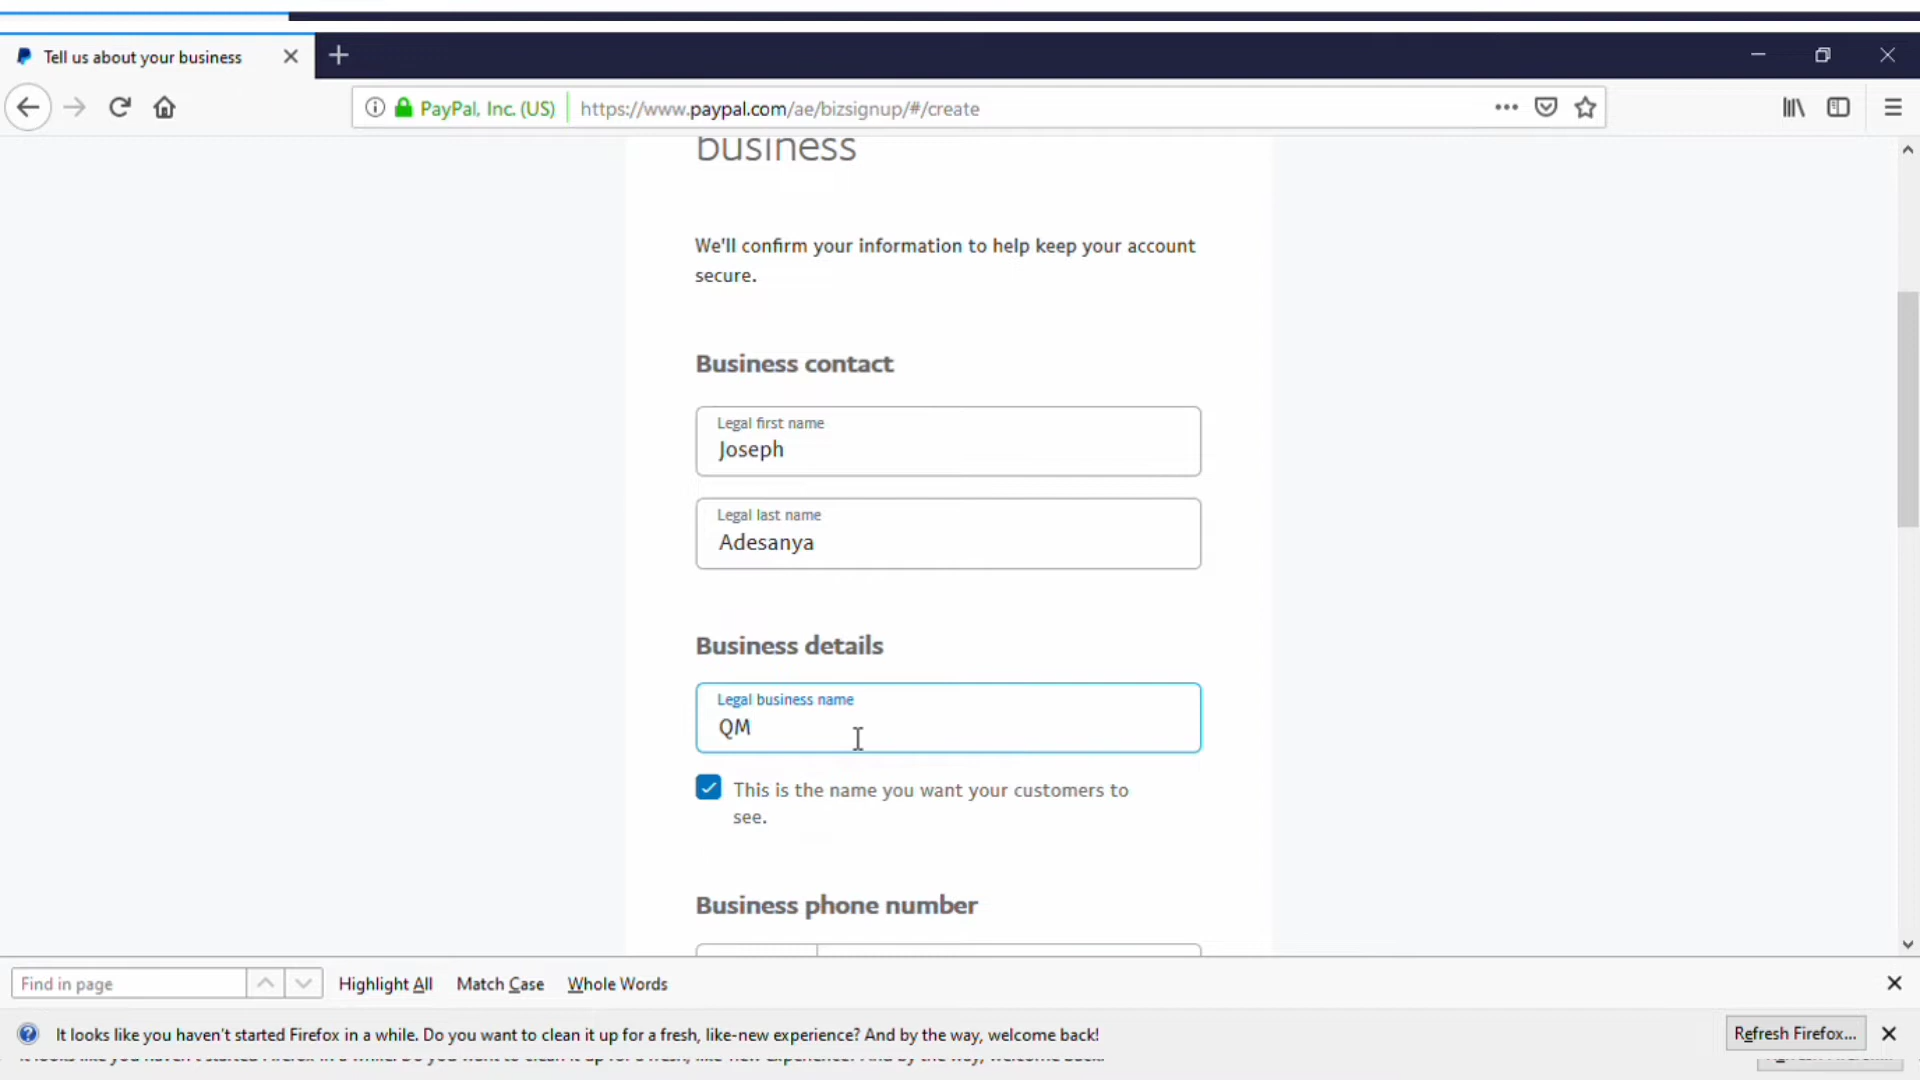 Tell us about your business
PayPal, Inc. (US)
https://www.paypal.com/ae/bizsignup/#/create
business
We'll confirm your information to help keep your account
secure.
Business contact
Legal first name
Joseph
Legal last name
Adesanya
Business details
Legal business name
QM
This is the name you want your customers to
see.
Business phone number
Find in page
Highlight All
Match Case
Whole Words
It looks like you haven't started Firefox in a while. Do you want to clean it up for a fresh, like-new experience? And by the way, welcome back!
Refresh Firefox...